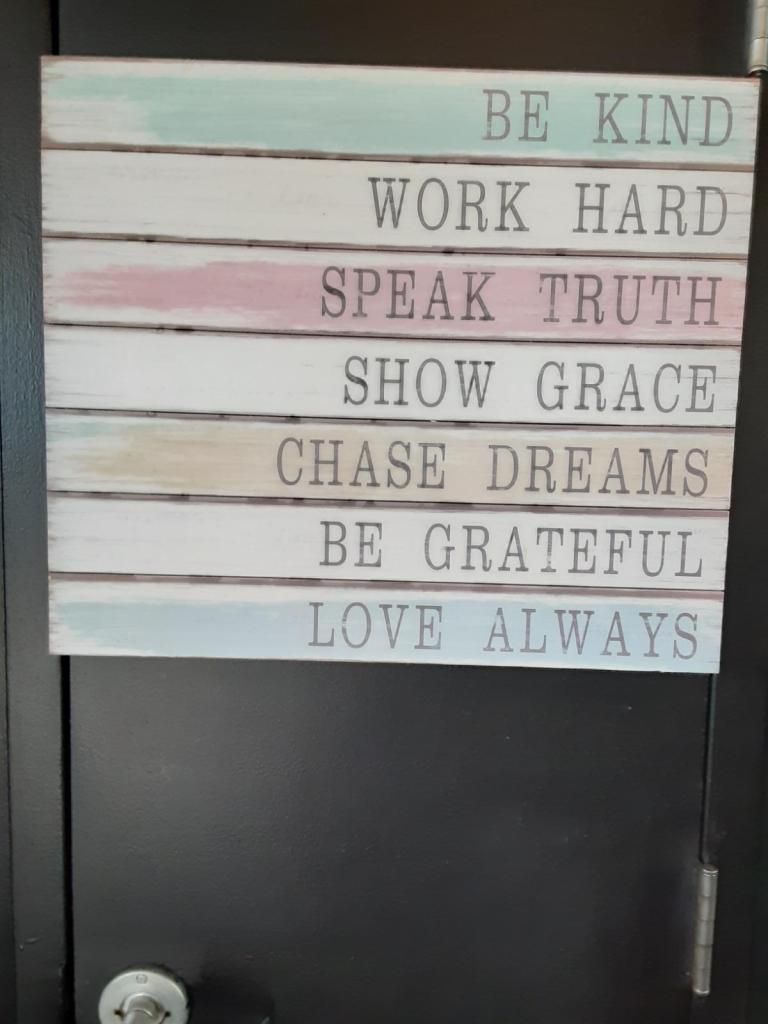 BE KIND
WORK HARD
SPEAK TRUTH
SHOW GRACE
CHASE DREAMS
BE GRATEFUL
LOVE ALWAYS